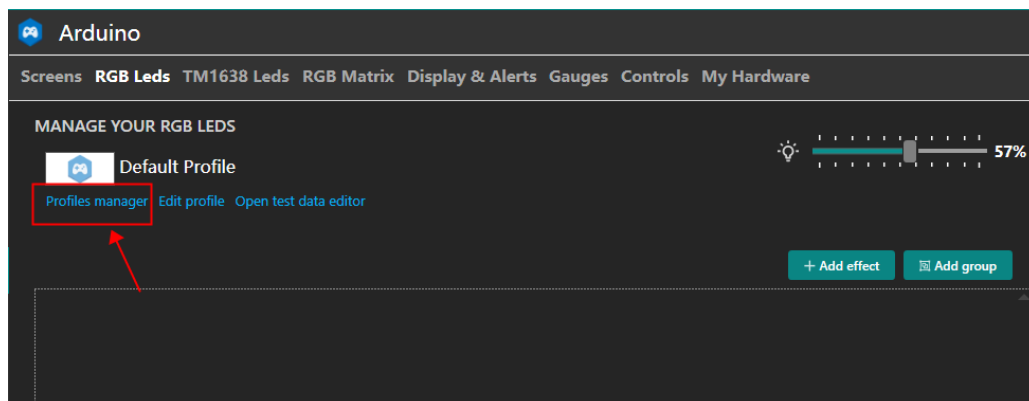 Arduino
Screens RGB Leds TM1638 Leds RGB Matrix Display & Alerts Gauges Controls My Hardware
MANAGE YOUR RGB LEDS
Default Profile
57%
Profiles manager Edit profile Open test data editor
+ Add effect Add group